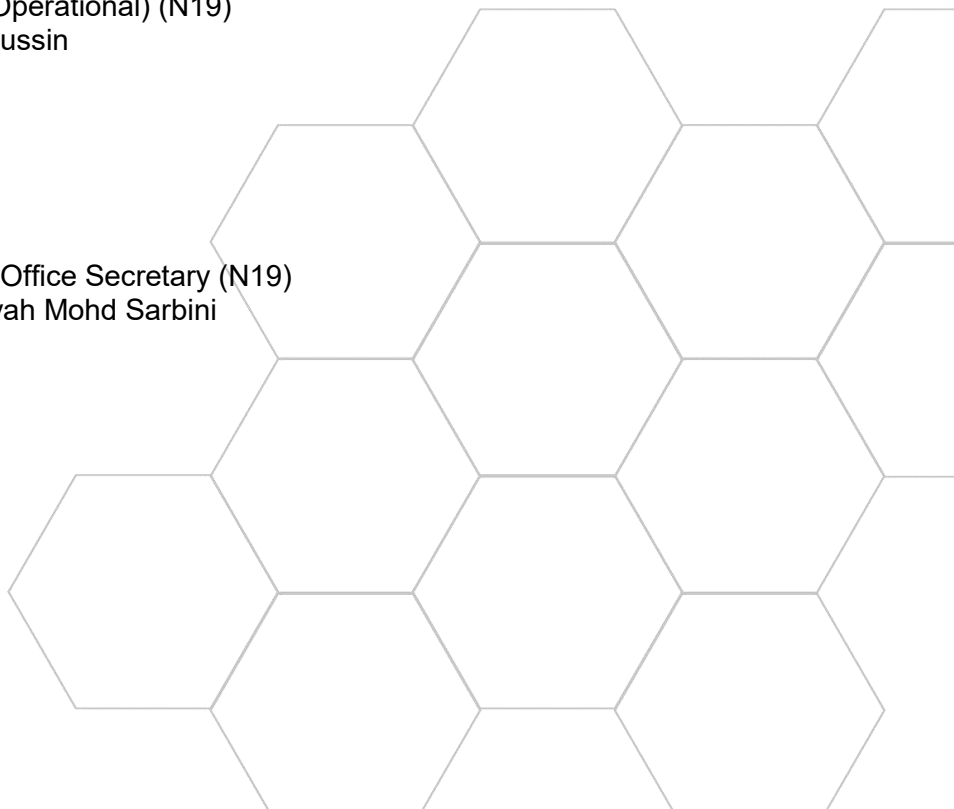 Operational) (N19)
ussin
Office Secretary (N19)
yah Mohd Sarbini